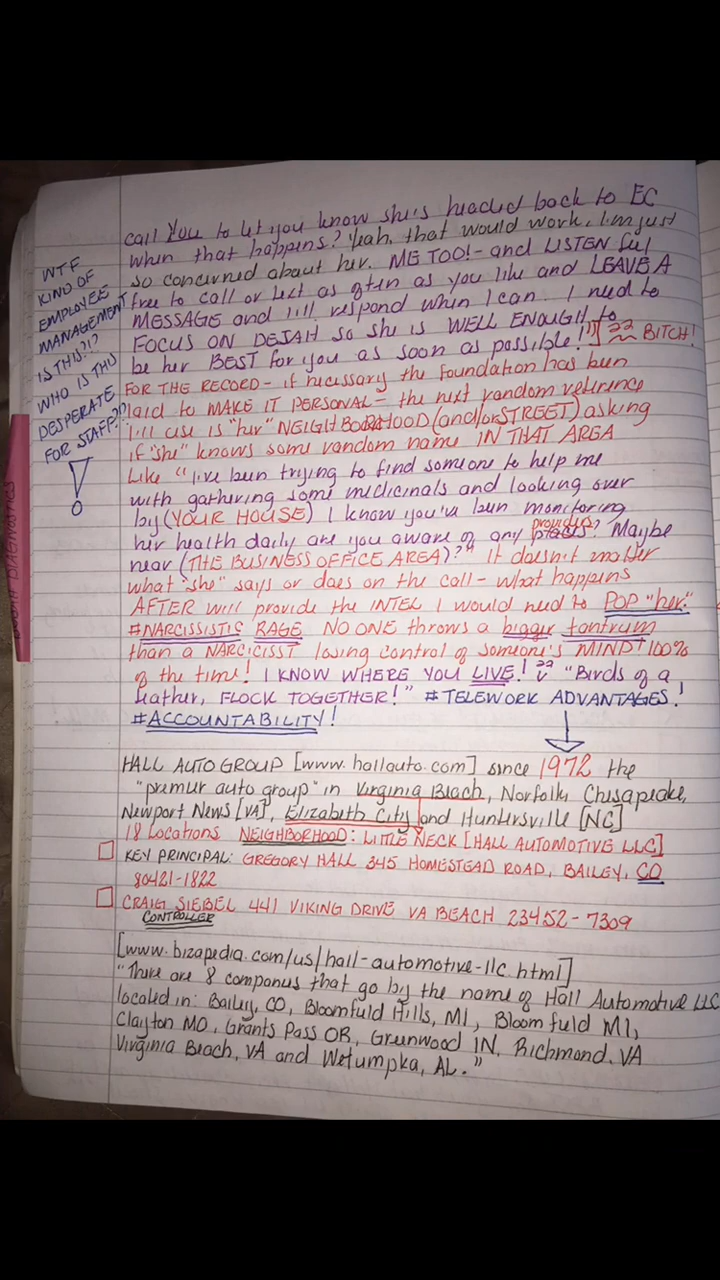 call You to let you know she's headed back to EC
when that happens? Yeah, that would work, I'm just
so concerned about her. ME TOO! - and LISTEN feel
free to call or text as often as you like and LEAVE A
MESSAGE and I'll respond when I can. I need to
FOCUS ON DEJAH so she is WELL ENOUGH to
be her BEST for you as soon as possible! BITCH!
WTF
KIND OF
EMPLOYEE
MANAGEMENT
IS THIS?!?
WHO IS THIS
DESPERATE
FOR STAFF??
!
FOR THE RECORD - if necessary the foundation has been
laid to MAKE IT PERSONAL - the next random reference
I'll use is "her" NEIGHBORHOOD (and/or STREET) asking
if "she" knows some random name IN THAT AREA
Like "I've been trying to find someone to help me
with gathering some medicinals and looking over
by (YOUR HOUSE) I know you've been monitoring
her health daily are you aware of any providers places? Maybe
near (THE BUSINESS OFFICE AREA)?" It doesn't matter
what "she" says or does on the call - what happens
AFTER will provide the INTEL I would need to POP "her."
#NARCISSISTIC RAGE NO ONE throws a bigger tantrum
than a NARCICIST losing control of someone's MIND + 100%
of the time! I KNOW WHERE YOU LIVE! "Birds of a
feather, FLOCK TOGETHER!" #TELEWORK ADVANTAGES!
#ACCOUNTABILITY!
HALL AUTO GROUP [www.hallauto.com] since 1972 the
"premier auto group" in Virginia Beach, Norfolk, Chesapeake,
Newport News [VA], Elizabeth City and Huntersville [NC]
18 Locations NEIGHBORHOOD: LITTLE NECK [HALL AUTOMOTIVE LLC]
KEY PRINCIPAL: GREGORY HALL 345 HOMESTEAD ROAD, BAILEY, CO
80421-1822
CRAIG SIEBEL 441 VIKING DRIVE VA BEACH 23452-7309
CONTROLLER
[www.bizapedia.com/us/hall-automotive-llc.html]
"There are 8 companies that go by the name of Hall Automotive LLC
located in: Bailey, CO, Bloomfield Hills, MI, Bloomfield MI,
Clayton MO, Grants Pass OR, Greenwood IN, Richmond, VA
Virginia Beach, VA and Wetumpka, AL."